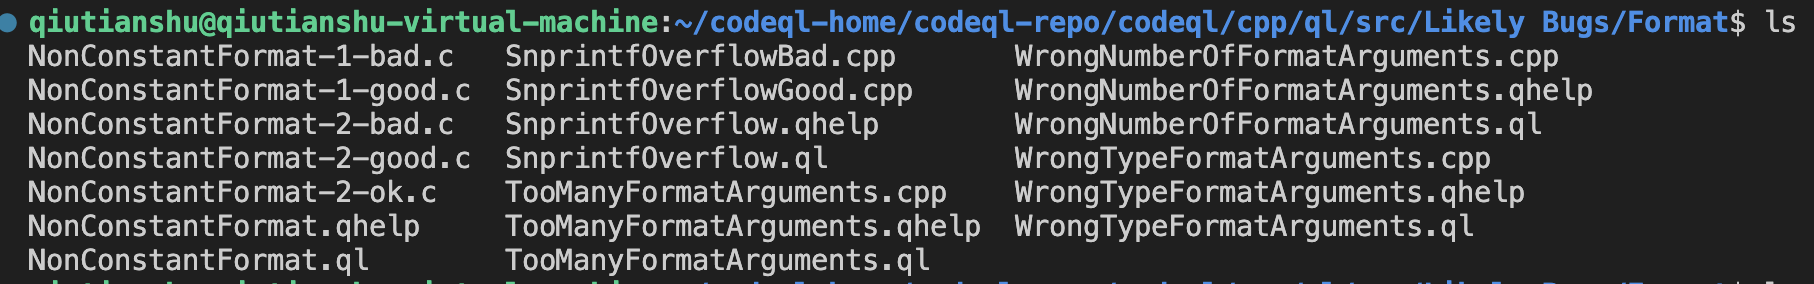 qiutianshu@qiutianshu-virtual-machine:~/codeql-home/codeql-repo/codeql/cpp/ql/src/Likely Bugs/Format$ ls
NonConstantFormat-1-bad.c SnprintfOverflowBad.cpp WrongNumberOfFormatArguments.cpp
NonConstantFormat-1-good.c SnprintfOverflowGood.cpp WrongNumberOfFormatArguments.qhelp
NonConstantFormat-2-bad.c SnprintfOverflow.qhelp WrongNumberOfFormatArguments.ql
NonConstantFormat-2-good.c SnprintfOverflow.ql WrongTypeFormatArguments.cpp
NonConstantFormat-2-ok.c TooManyFormatArguments.cpp WrongTypeFormatArguments.qhelp
NonConstantFormat.qhelp TooManyFormatArguments.qhelp WrongTypeFormatArguments.ql
NonConstantFormat.ql TooManyFormatArguments.ql